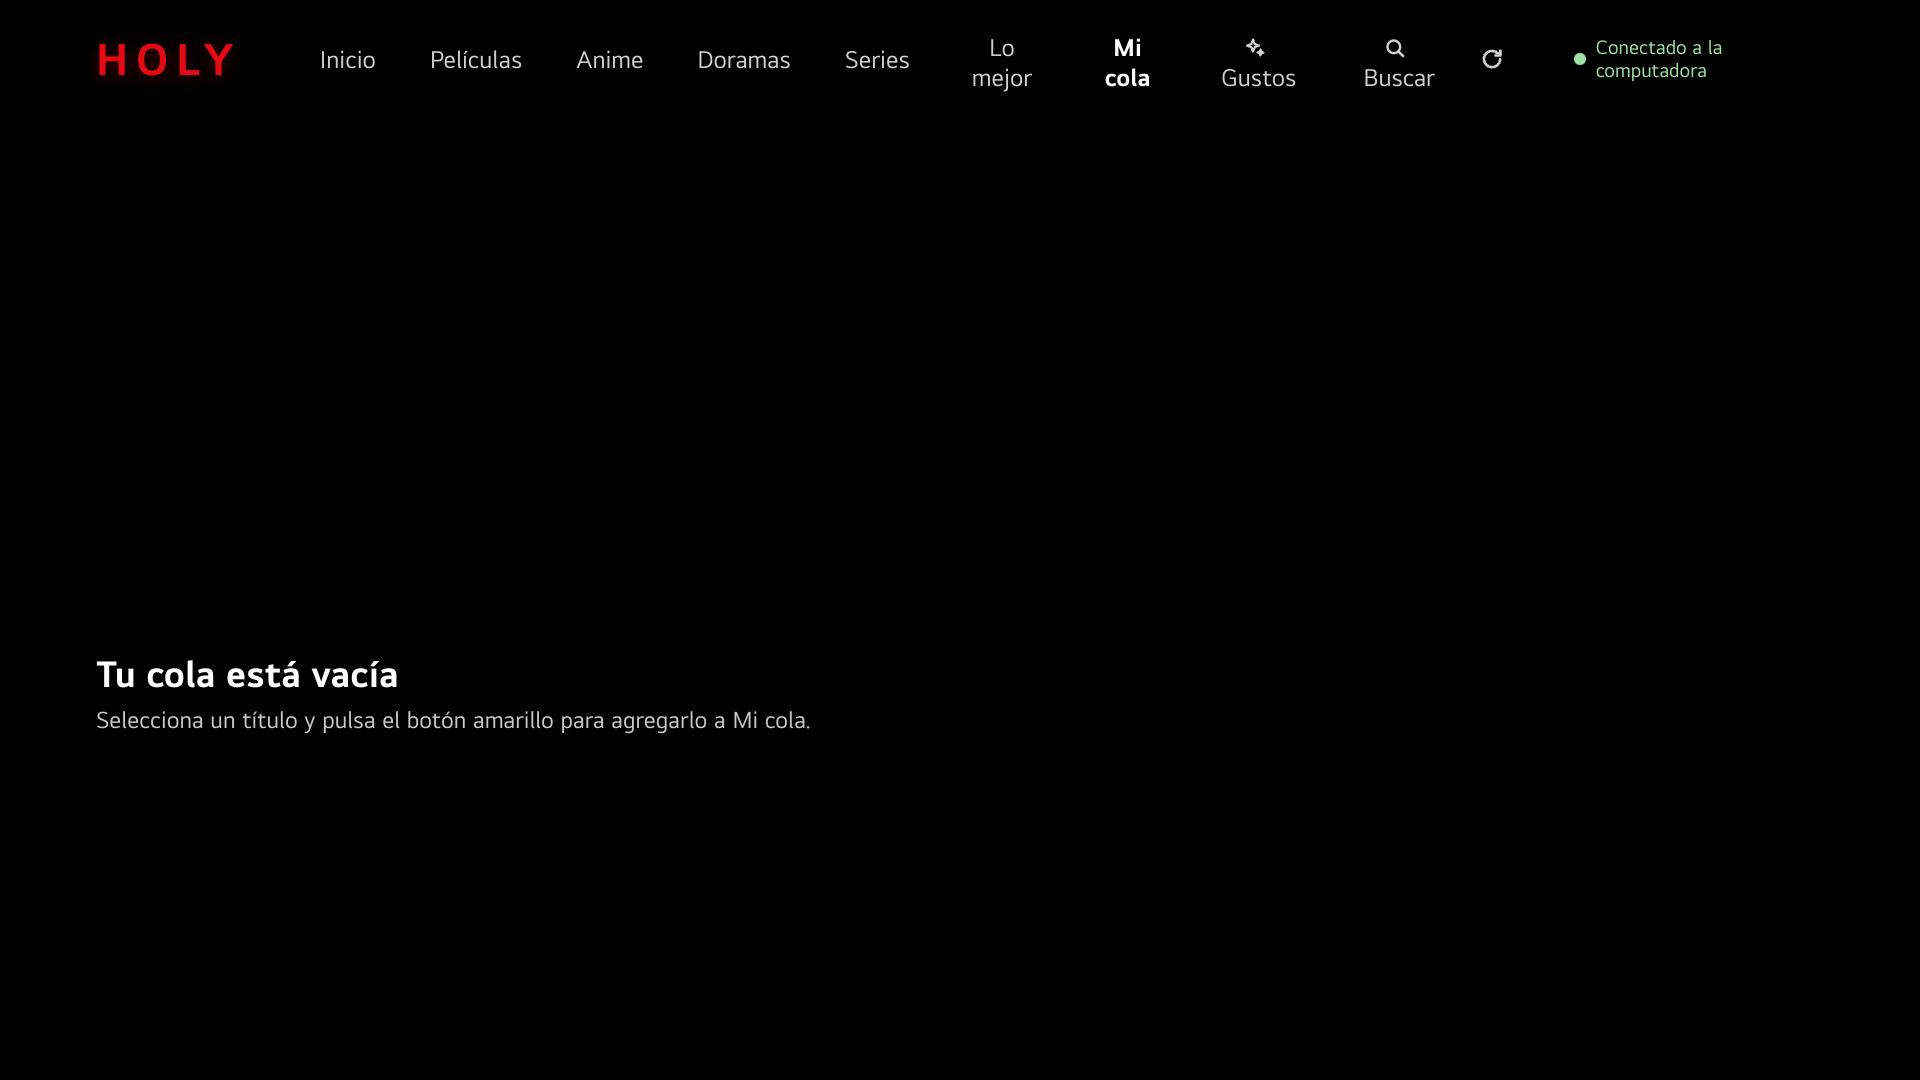 HOLY
Inicio
Películas
Anime
Doramas
Series
Lo
mejor
Mi
cola
Gustos
Buscar
Conectado a la
computadora
Tu cola está vacía
Selecciona un título y pulsa el botón amarillo para agregarlo a Mi cola.